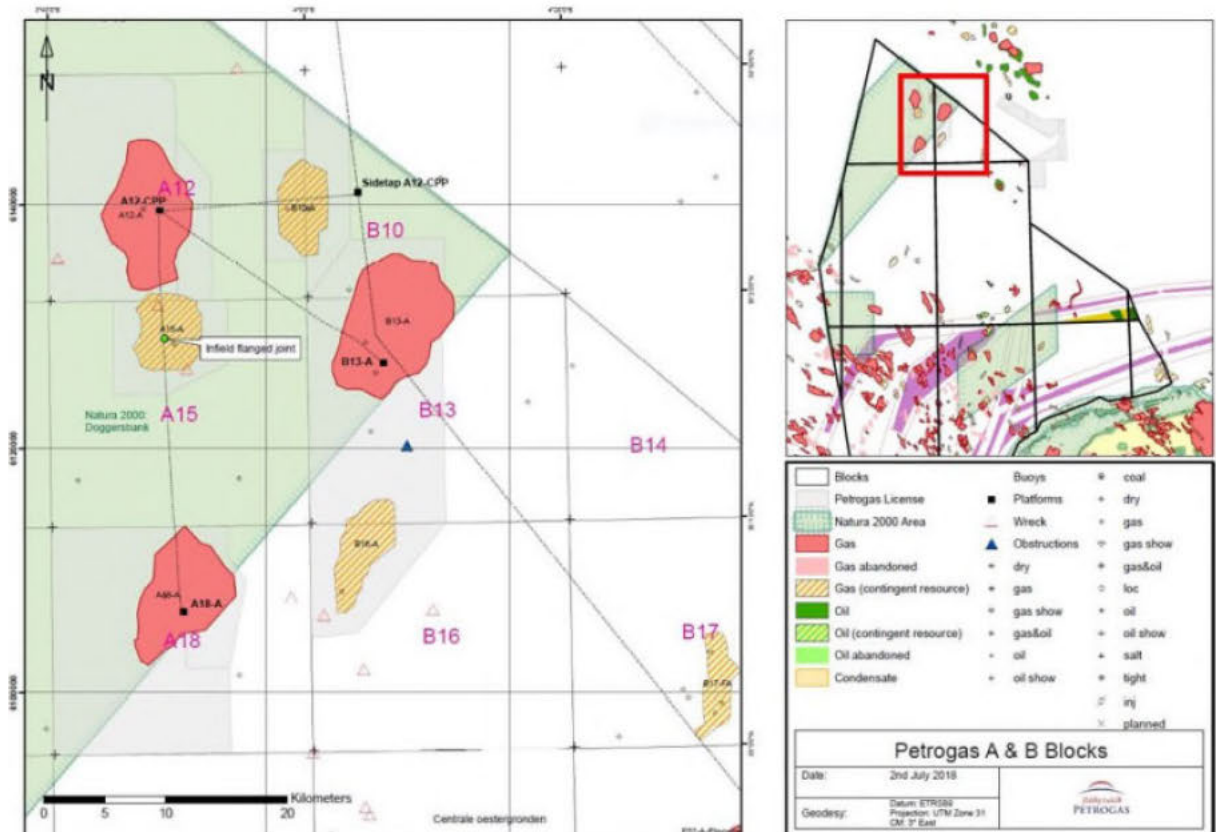 N
6140000
6120000
A12
A12-CPP
A12-A
Sidetap A12-CPP
B10
B13-A
B13-A
Infield flanged joint
Natura 2000:
Doggersbank
A15
B13
B14
B16-A
A18-A
A18
B16
B17
Kilometers
0 5 10 20
Centrale oestergronden
Blocks
Petrogas License
Natura 2000 Area
Gas
Gas abandoned
Gas (contingent resource)
Oil
Oil (contingent resource)
Oil abandoned
Condensate
Buoys
Platforms
Wreck
Obstructions
dry
gas
gas show
gas&oil
oil
oil show
coal
dry
gas
gas show
gas&oil
loc
oil
oil show
salt
tight
inj
planned
Petrogas A & B Blocks
Date: 2nd July 2018
Geodesy:
Datum: ETRS89
Projection: UTM Zone 31
CM: 3° East
PETROGAS